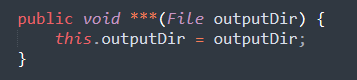 public void ***(File outputDir) {
    this.outputDir = outputDir;
}